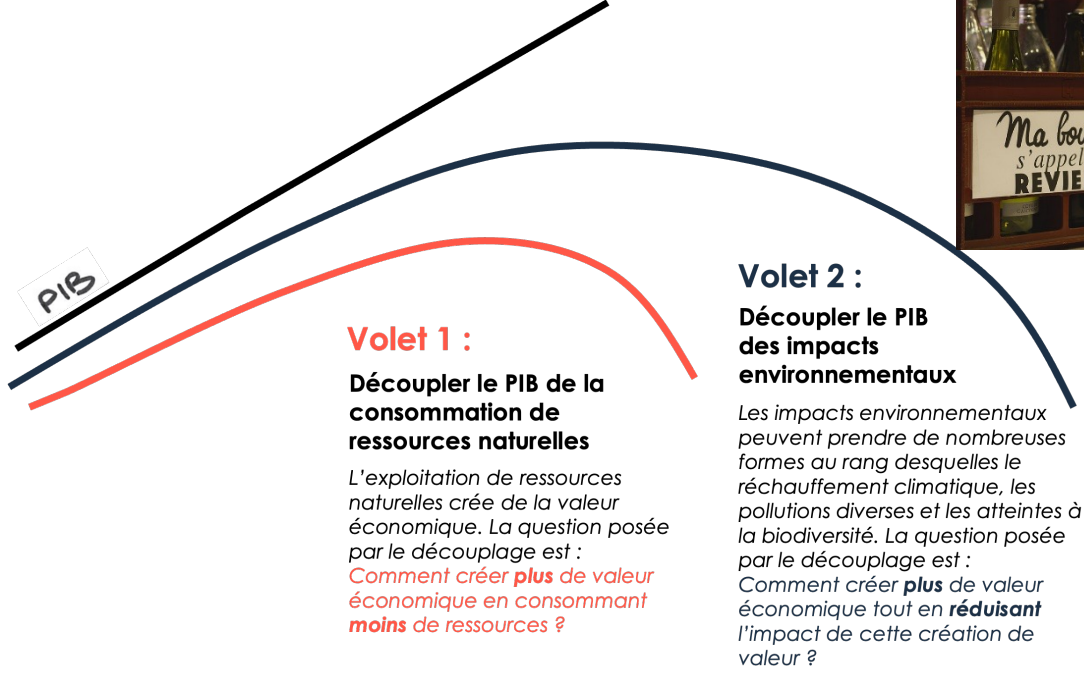 Ma
s'appel
REVIE
PIB
Volet 1 :
Découpler le PIB de la
consommation de
ressources naturelles
L'exploitation de ressources
naturelles crée de la valeur
économique. La question posée
par le découplage est :
Comment créer plus de valeur
économique en consommant
moins de ressources ?
Volet 2 :
Découpler le PIB
des impacts
environnementaux
Les impacts environnementaux
peuvent prendre de nombreuses
formes au rang desquelles le
réchauffement climatique, les
pollutions diverses et les atteintes à
la biodiversité. La question posée
par le découplage est :
Comment créer plus de valeur
économique tout en réduisant
l'impact de cette création de
valeur ?